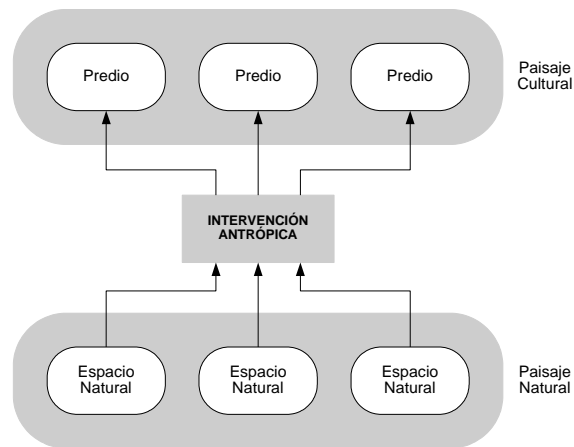 Predio
Predio
Predio
Paisaje
Cultural
INTERVENCIÓN
ANTRÓPICA
Espacio
Natural
Espacio
Natural
Espacio
Natural
Paisaje
Natural